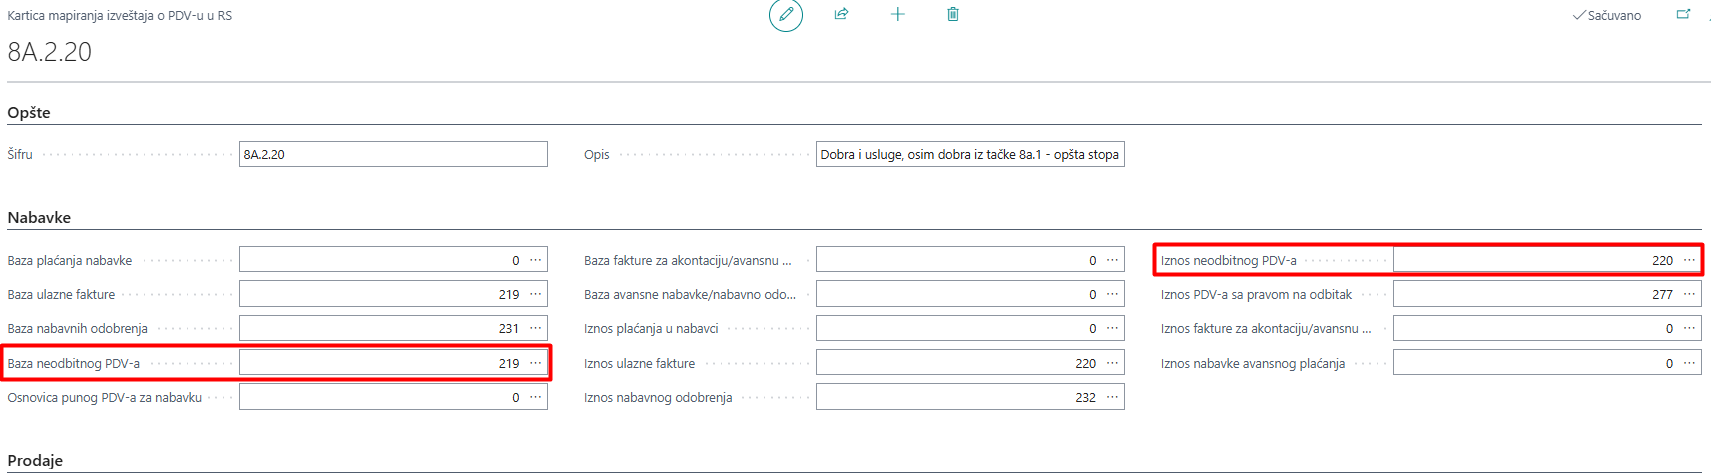 Kartica mapiranja izveštaja o PDV-u u RS
Sačuvano
8A.2.20
Opšte
Šifru 8A.2.20
Opis Dobra i usluge, osim dobra iz tačke 8a.1 - opšta stopa
Nabavke
Baza plaćanja nabavke 0 ...
Baza ulazne fakture 219 ...
Baza nabavnih odobrenja 231 ...
Baza neodbitnog PDV-a 219 ...
Osnovica punog PDV-a za nabavku 0 ...
Baza fakture za akontaciju/avansnu ... 0 ...
Baza avansne nabavke/nabavno odo... 0 ...
Iznos plaćanja u nabavci 0 ...
Iznos ulazne fakture 220 ...
Iznos nabavnog odobrenja 232 ...
Iznos neodbitnog PDV-a 220 ...
Iznos PDV-a sa pravom na odbitak 277 ...
Iznos fakture za akontaciju/avansnu ... 0 ...
Iznos nabavke avansnog plaćanja 0 ...
Prodaje